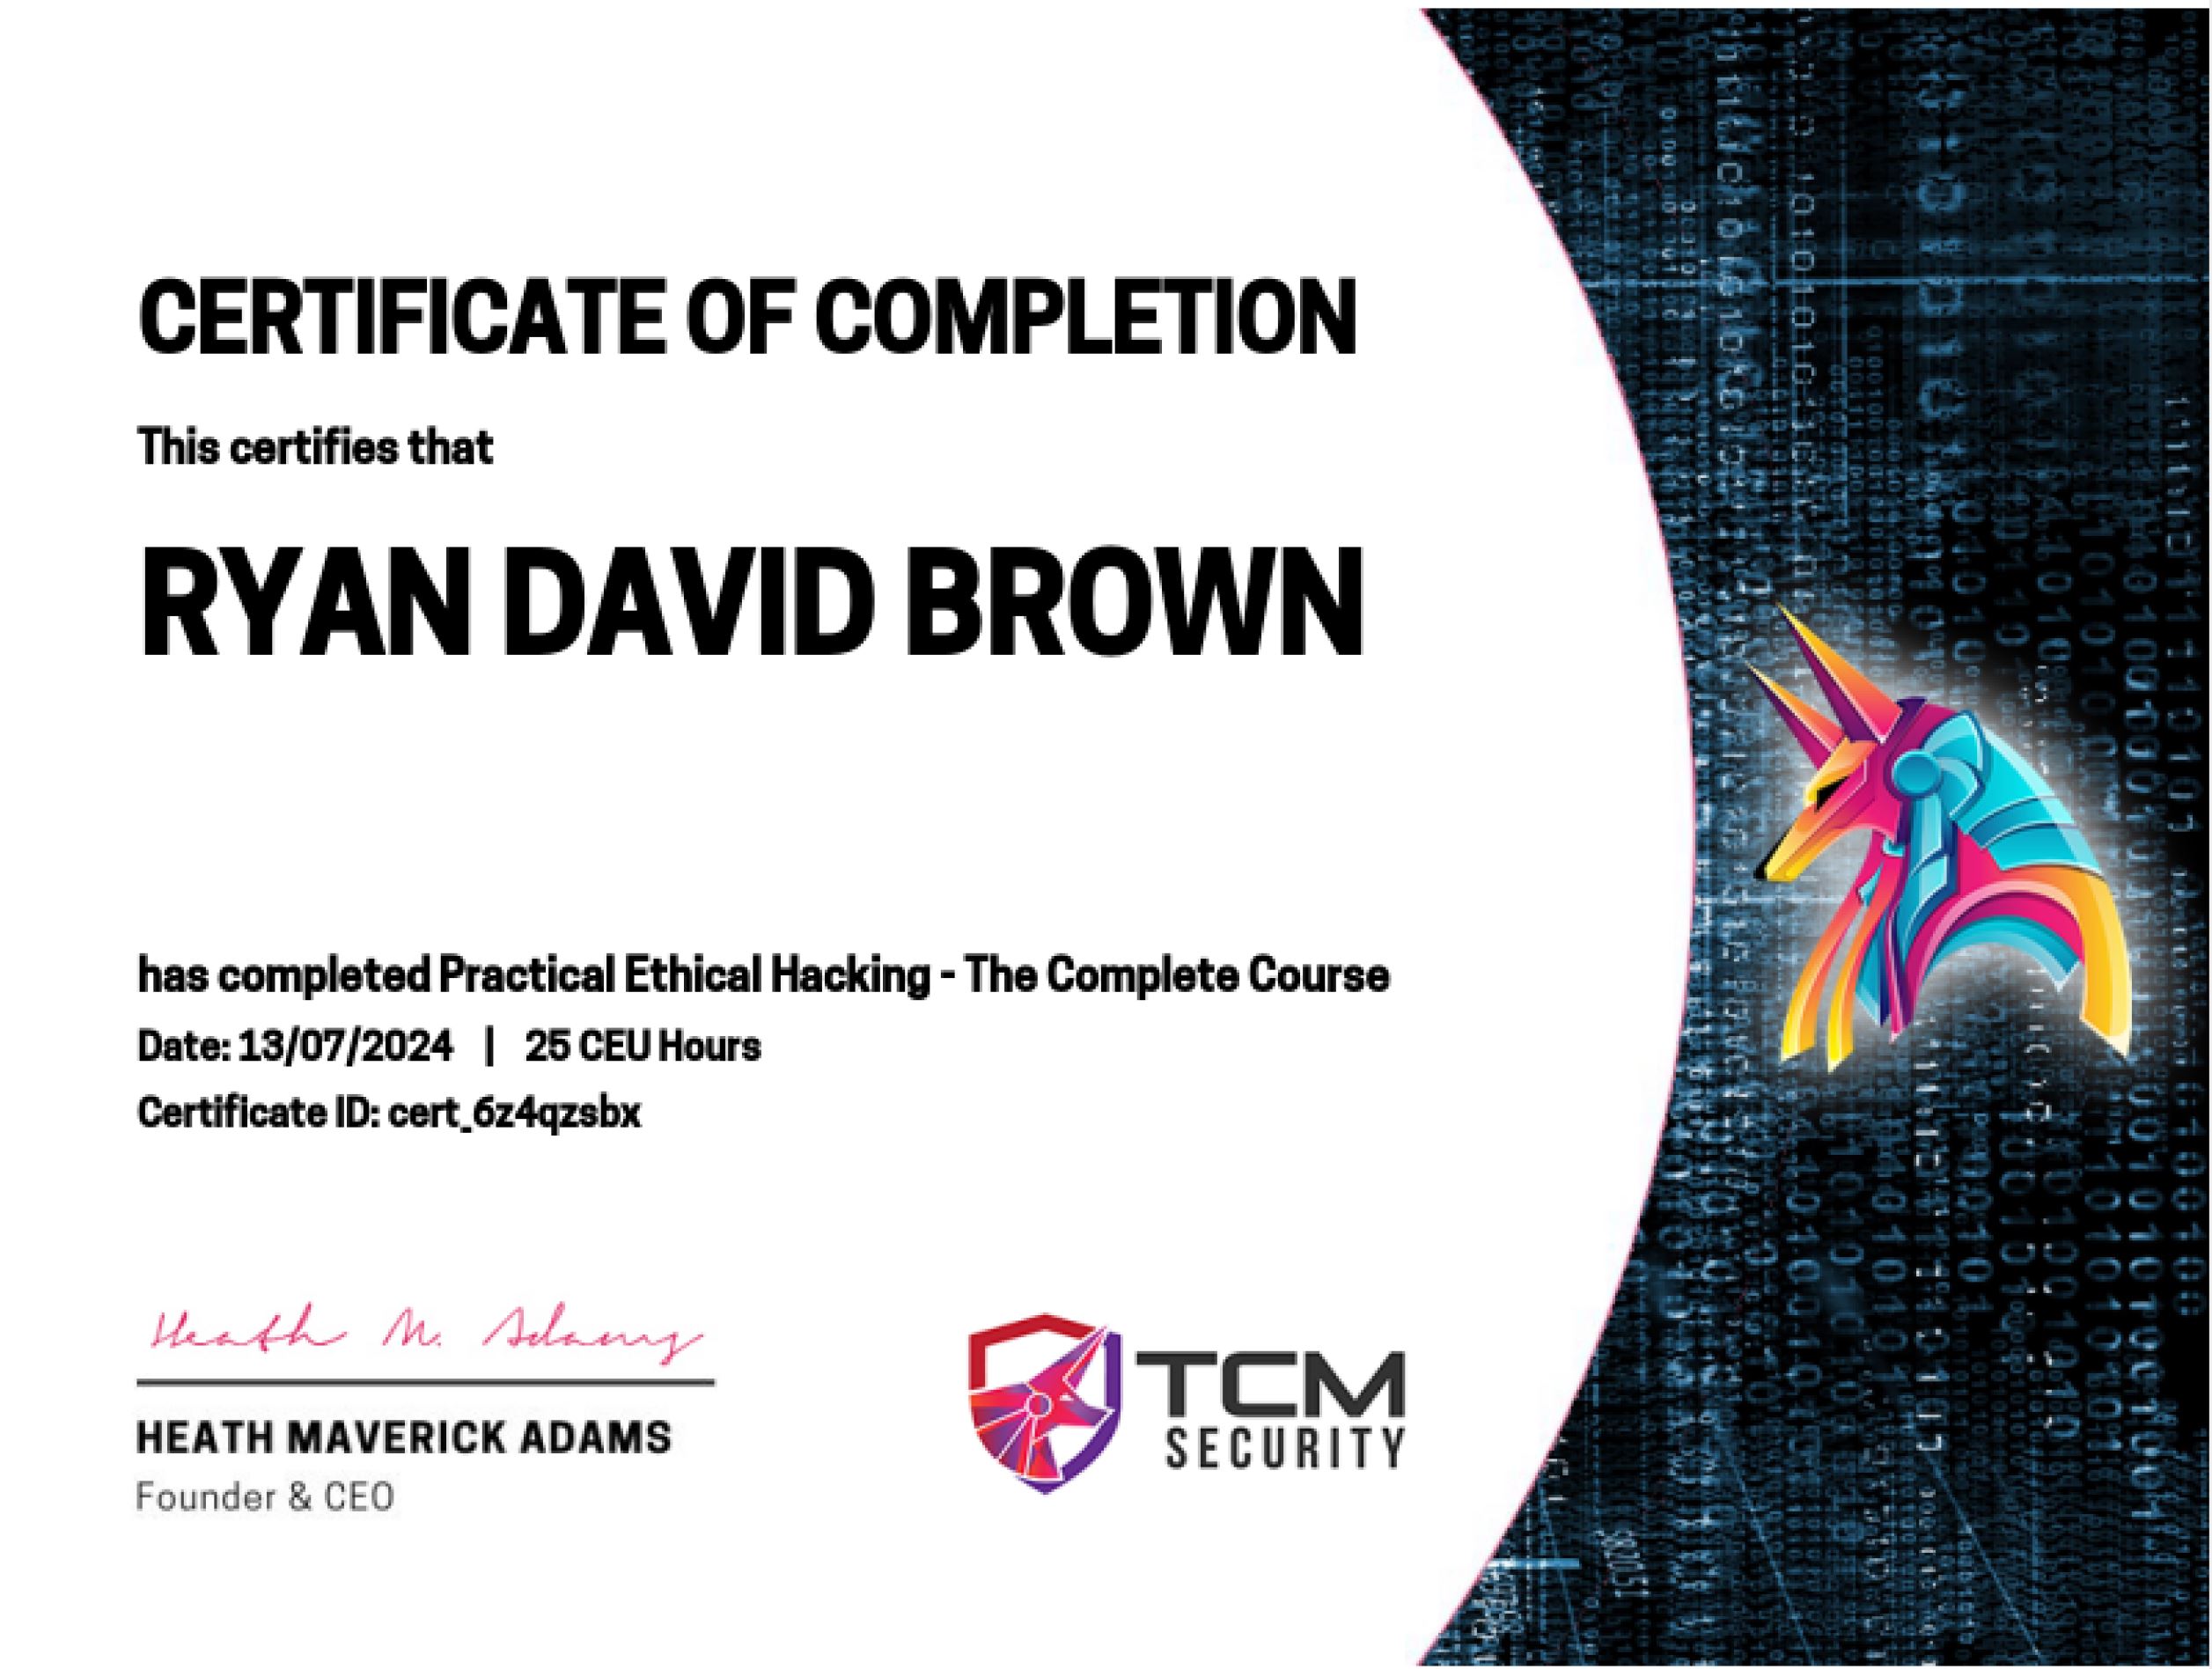 CERTIFICATE OF COMPLETION
This certifies that
RYAN DAVID BROWN
has completed Practical Ethical Hacking - The Complete Course
Date: 13/07/2024 | 25 CEU Hours
Certificate ID: cert_6z4qzsbx
Heath M. Adams
HEATH MAVERICK ADAMS
Founder & CEO
TCM
SECURITY